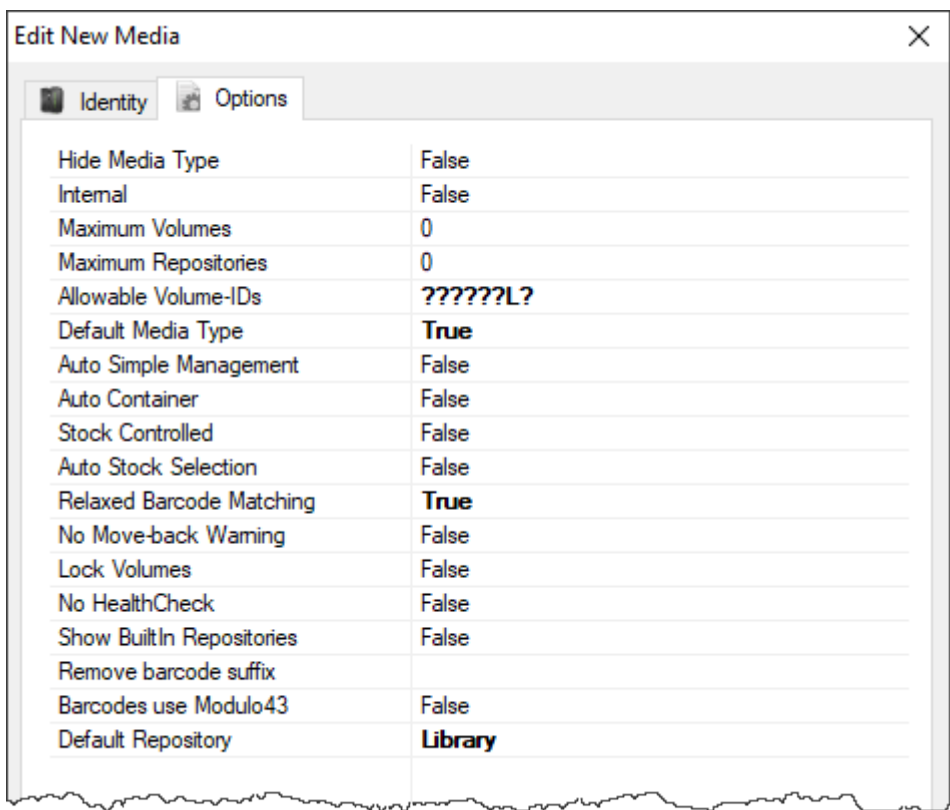 Edit New Media
Identity Options
Hide Media Type False
Internal False
Maximum Volumes 0
Maximum Repositories 0
Allowable Volume-IDs ??????L?
Default Media Type True
Auto Simple Management False
Auto Container False
Stock Controlled False
Auto Stock Selection False
Relaxed Barcode Matching True
No Move-back Warning False
Lock Volumes False
No HealthCheck False
Show BuiltIn Repositories False
Remove barcode suffix
Barcodes use Modulo43 False
Default Repository Library